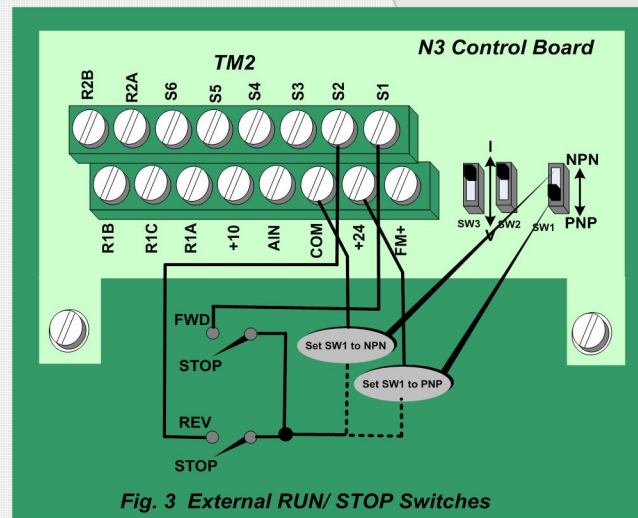 N3 Control Board
TM2
R2B R2A S6 S5 S4 S3 S2 S1
R1B R1C R1A +10 AIN COM +24 FM+
I
V
SW3 SW2 SW1
NPN
PNP
FWD
STOP
Set SW1 to NPN
Set SW1 to PNP
REV
STOP
Fig. 3 External RUN/ STOP Switches